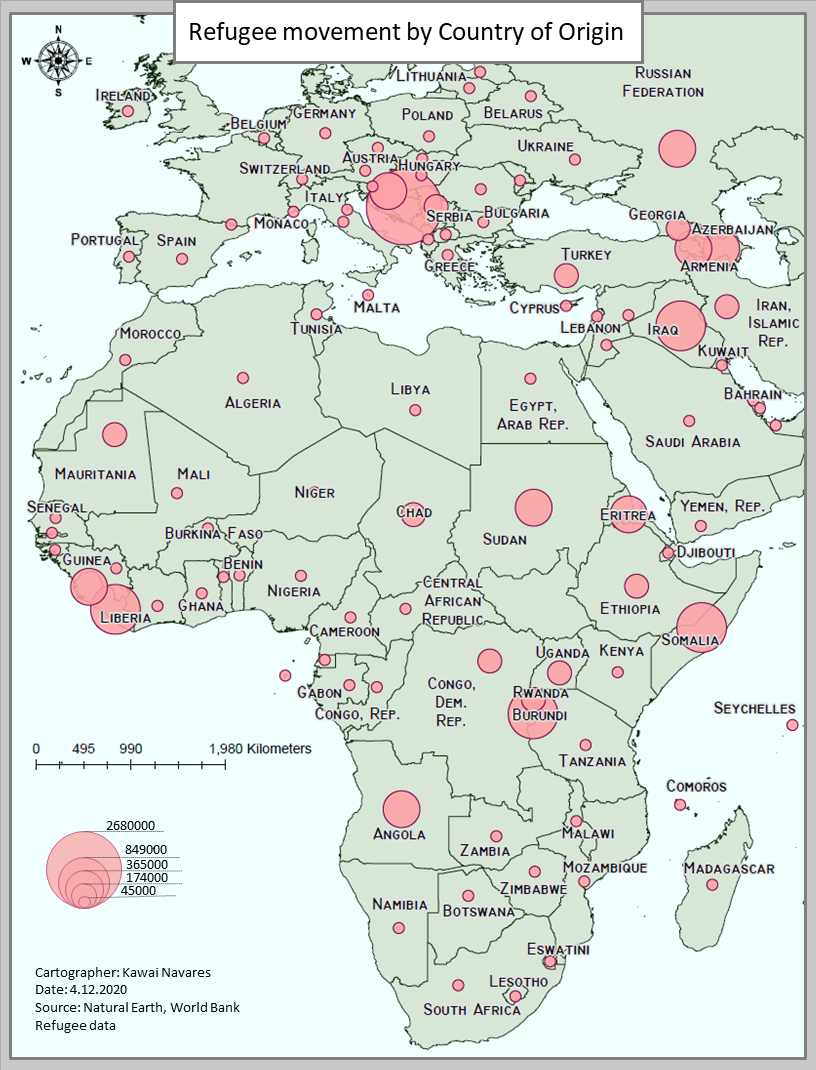 Refugee movement by Country of Origin
N
W
E
S
Lithuania
Russian
Federation
Ireland
Belgium
Germany
Poland
Belarus
Ukraine
Austria
Hungary
Switzerland
Italy
Monaco
Serbia
Bulgaria
Georgia
Azerbaijan
Armenia
Portugal
Spain
Greece
Turkey
Malta
Cyprus
Lebanon
Iraq
Iran,
Islamic
Rep.
Tunisia
Morocco
Kuwait
Algeria
Libya
Egypt,
Arab Rep.
Bahrain
Saudi Arabia
Mauritania
Mali
Niger
Chad
Sudan
Eritrea
Yemen, Rep.
Senegal
Burkina Faso
Guinea
Benin
Djibouti
Liberia
Ghana
Nigeria
Central
African
Republic
Ethiopia
Cameroon
Somalia
Uganda
Kenya
Gabon
Congo, Rep.
Congo,
Dem.
Rep.
Rwanda
Burundi
Seychelles
Tanzania
0 495 990 1,980 Kilometers
Comoros
Angola
Zambia
Malawi
2680000
849000
365000
174000
45000
Mozambique
Madagascar
Zimbabwe
Namibia
Botswana
Eswatini
Lesotho
South Africa
Cartographer: Kawai Navares
Date: 4.12.2020
Source: Natural Earth, World Bank
Refugee data